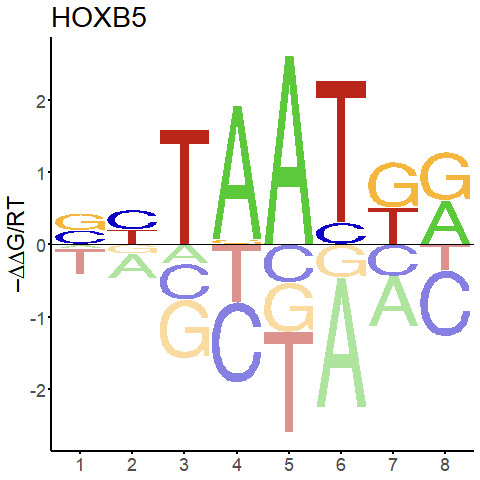 HOXB5
−ΔΔG/RT
2
1
0
-1
-2
G C T A A T G G
C T G C T A
A G A G C G C T
T A C T G A A C
G C T
1 2 3 4 5 6 7 8